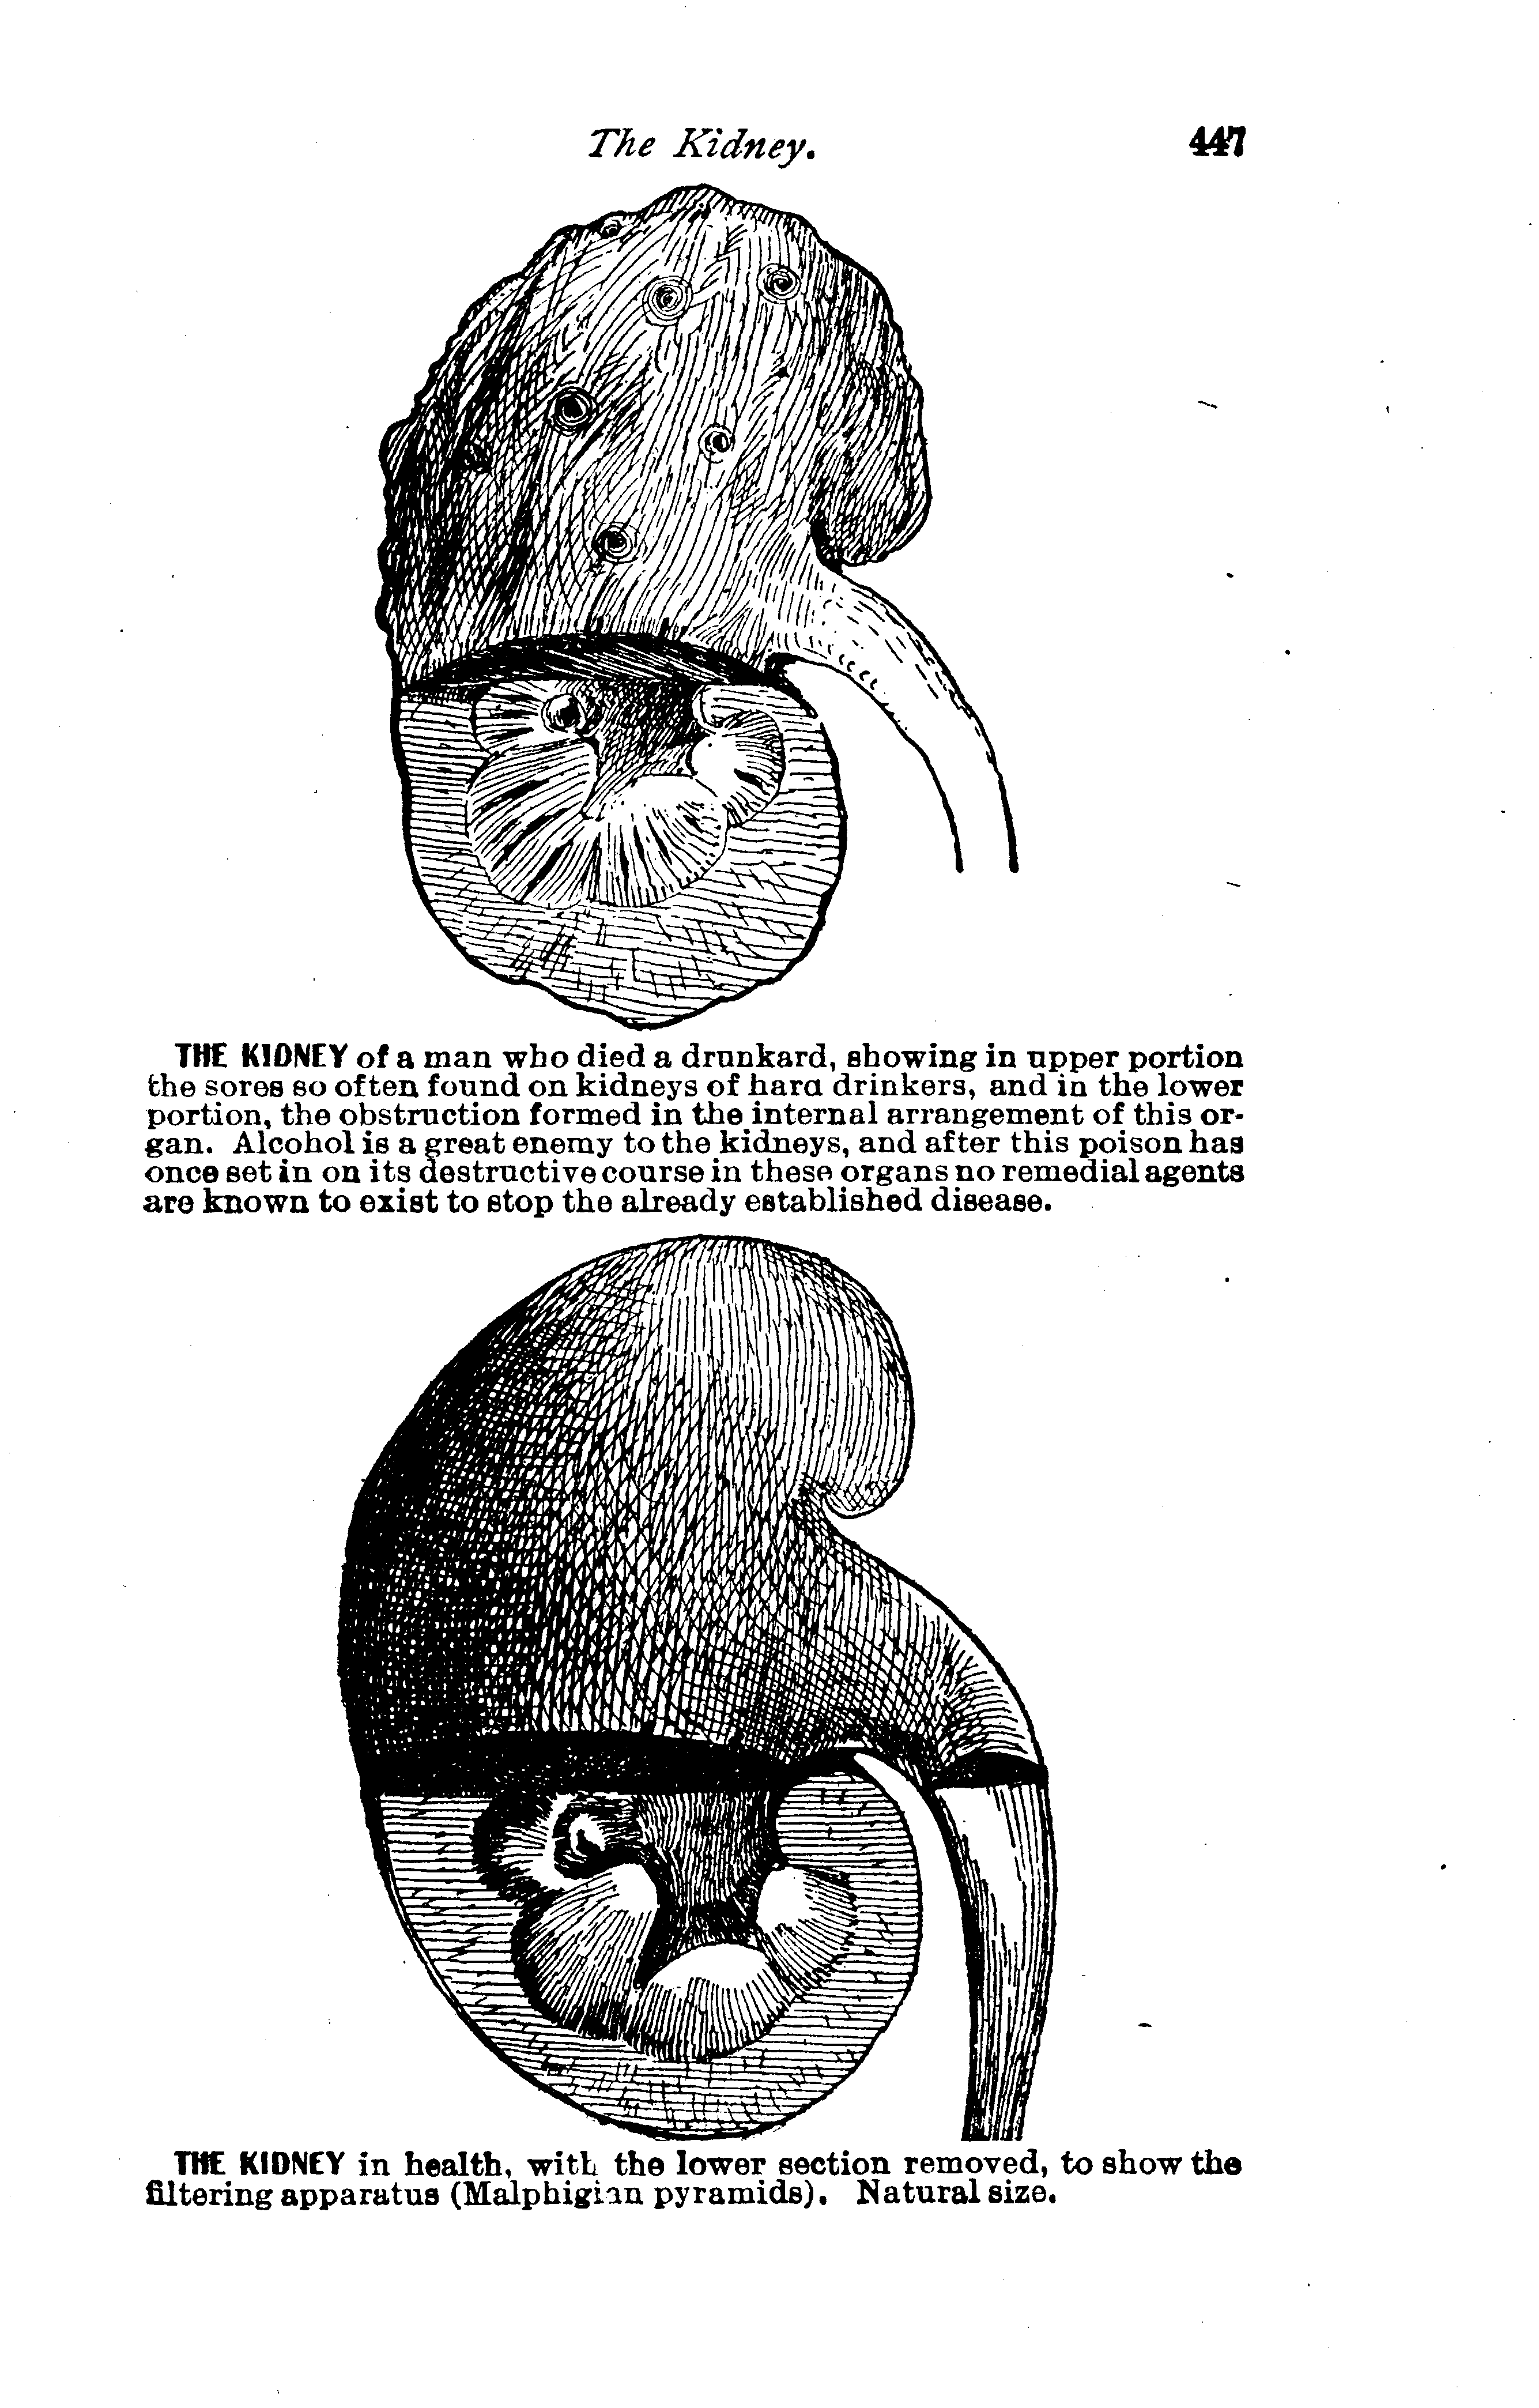 The Kidney. 447
THE KIDNEY of a man who died a drunkard, showing in upper portion
the sores so often found on kidneys of hard drinkers, and in the lower
portion, the obstruction formed in the internal arrangement of this or-
gan. Alcohol is a great enemy to the kidneys, and after this poison has
once set in on its destructive course in these organs no remedial agents
are known to exist to stop the already established disease.
THE KIDNEY in health, with the lower section removed, to show the
filtering apparatus (Malphigian pyramids). Natural size.